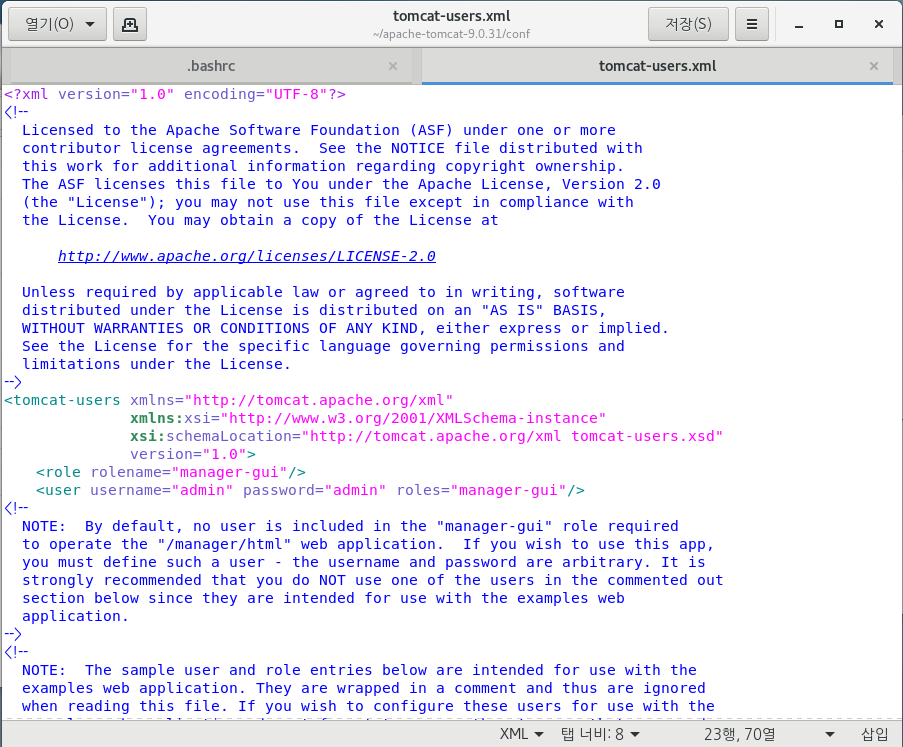 열기(O)
tomcat-users.xml
~/apache-tomcat-9.0.31/conf
저장(S)
.bashrc
tomcat-users.xml
<?xml version="1.0" encoding="UTF-8"?>
<!--
Licensed to the Apache Software Foundation (ASF) under one or more
contributor license agreements.  See the NOTICE file distributed with
this work for additional information regarding copyright ownership.
The ASF licenses this file to You under the Apache License, Version 2.0
(the "License"); you may not use this file except in compliance with
the License.  You may obtain a copy of the License at
http://www.apache.org/licenses/LICENSE-2.0
Unless required by applicable law or agreed to in writing, software
distributed under the License is distributed on an "AS IS" BASIS,
WITHOUT WARRANTIES OR CONDITIONS OF ANY KIND, either express or implied.
See the License for the specific language governing permissions and
limitations under the License.
-->
<tomcat-users xmlns="http://tomcat.apache.org/xml"
xmlns:xsi="http://www.w3.org/2001/XMLSchema-instance"
xsi:schemaLocation="http://tomcat.apache.org/xml tomcat-users.xsd"
version="1.0">
<role rolename="manager-gui"/>
<user username="admin" password="admin" roles="manager-gui"/>
<!--
NOTE:  By default, no user is included in the "manager-gui" role required
to operate the "/manager/html" web application.  If you wish to use this app,
you must define such a user - the username and password are arbitrary. It is
strongly recommended that you do NOT use one of the users in the commented out
section below since they are intended for use with the examples web
application.
-->
<!--
NOTE:  The sample user and role entries below are intended for use with the
examples web application. They are wrapped in a comment and thus are ignored
when reading this file. If you wish to configure these users for use with the
XML
탭 너비: 8
23행, 70열
삽입